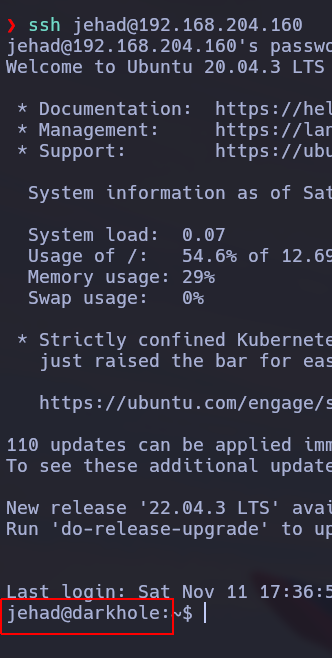 ❯ ssh jehad@192.168.204.160
jehad@192.168.204.160's passwo
Welcome to Ubuntu 20.04.3 LTS
* Documentation: https://hel
* Management: https://lan
* Support: https://ubu
System information as of Sat
System load: 0.07
Usage of /: 54.6% of 12.69
Memory usage: 29%
Swap usage: 0%
* Strictly confined Kubernete
just raised the bar for eas
https://ubuntu.com/engage/s
110 updates can be applied imm
To see these additional update
New release '22.04.3 LTS' avai
Run 'do-release-upgrade' to up
Last login: Sat Nov 11 17:36:5
jehad@darkhole:~$